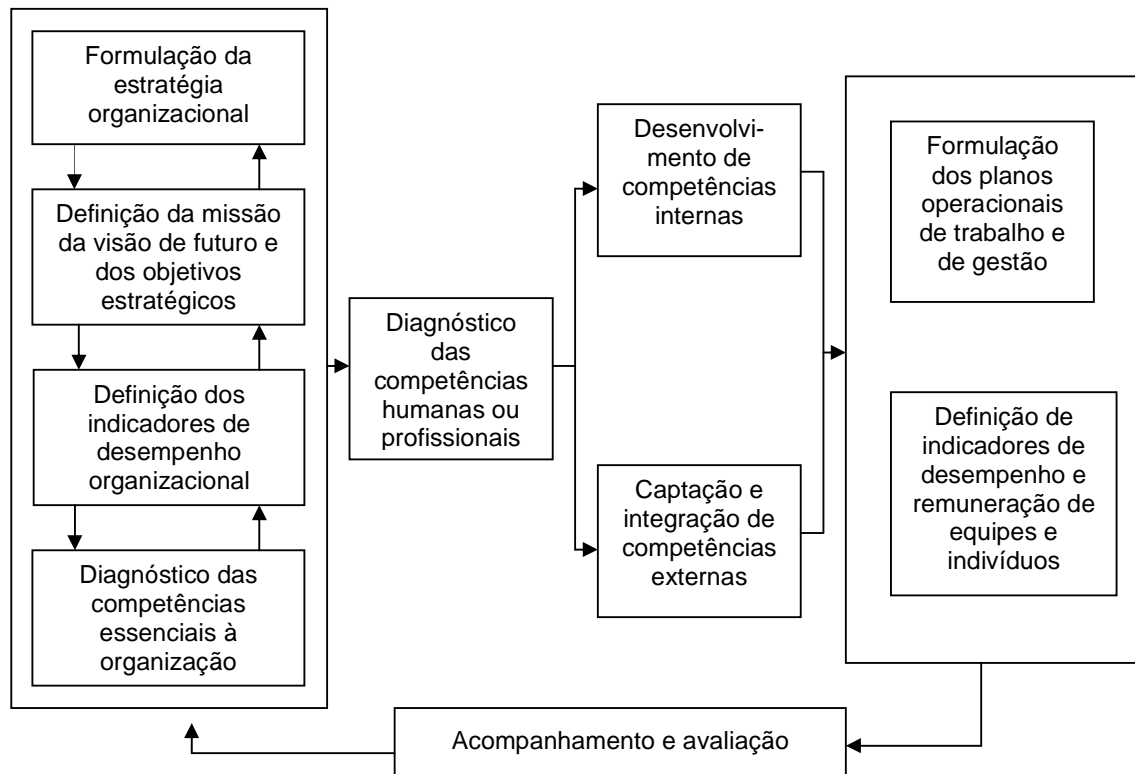 Formulação da
estratégia
organizacional
Definição da missão
da visão de futuro e
dos objetivos
estratégicos
Definição dos
indicadores de
desempenho
organizacional
Diagnóstico das
competências
essenciais à
organização
Diagnóstico
das
competências
humanas ou
profissionais
Desenvolvi-
mento de
competências
internas
Captação e
integração de
competências
externas
Formulação
dos planos
operacionais
de trabalho e
de gestão
Definição de
indicadores de
desempenho e
remuneração de
equipes e
indivíduos
Acompanhamento e avaliação